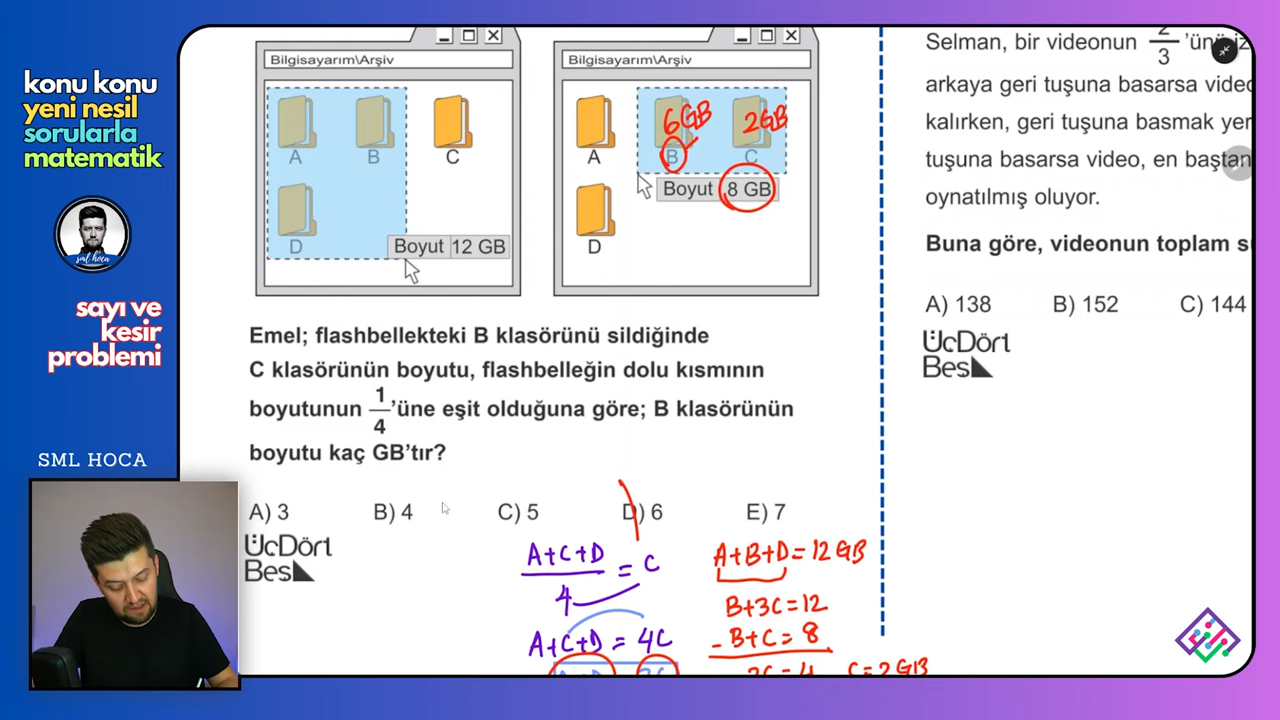 konu konu
yeni nesil
sorularla
matematik
sml hoca
sayı ve
kesir
problemi
SML HOCA
Bilgisayarım\Arşiv
A
B
C
D
Boyut 12 GB
Bilgisayarım\Arşiv
6GB
2GB
A
B
C
Boyut 8 GB
D
Emel; flashbellekteki B klasörünü sildiğinde
C klasörünün boyutu, flashbelleğin dolu kısmının
boyutunun 1/4 'üne eşit olduğuna göre; B klasörünün
boyutu kaç GB'tır?
A) 3 B) 4 C) 5 D) 6 E) 7
ÜçDört
Beş
A+C+D / 4 = C
A+C+D = 4C
A+B+D = 12 GB
B+3C = 12
- B+C = 8
2C = 4 C = 2 GB
Selman, bir videonun 2/3 'ünü iz
arkaya geri tuşuna basarsa video
kalırken, geri tuşuna basmak yer
tuşuna basarsa video, en baştan
oynatılmış oluyor.
Buna göre, videonun toplam s
A) 138 B) 152 C) 144
ÜçDört
Beş